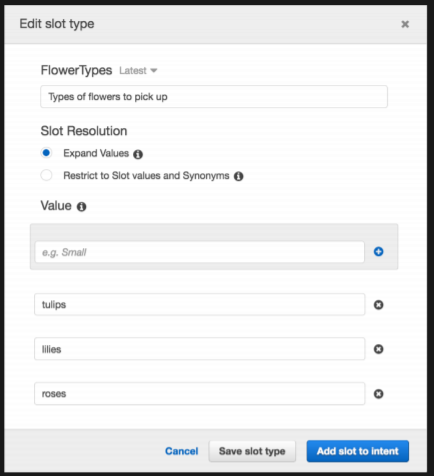 Edit slot type
FlowerTypes Latest
Types of flowers to pick up
Slot Resolution
Expand Values
Restrict to Slot values and Synonyms
Value
e.g. Small
tulips
lilies
roses
Cancel Save slot type Add slot to intent